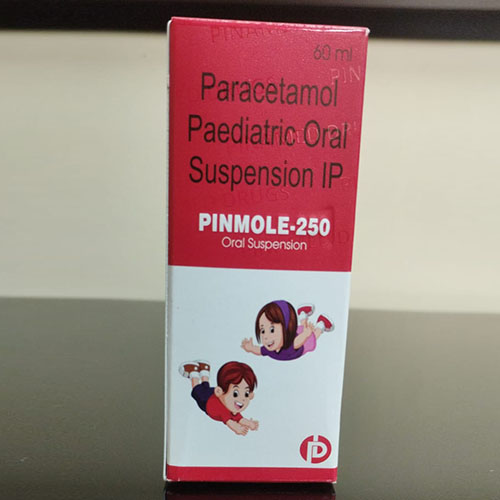 60 ml
Paracetamol
Paediatric Oral
Suspension IP
PINMOLE-250
Oral Suspension